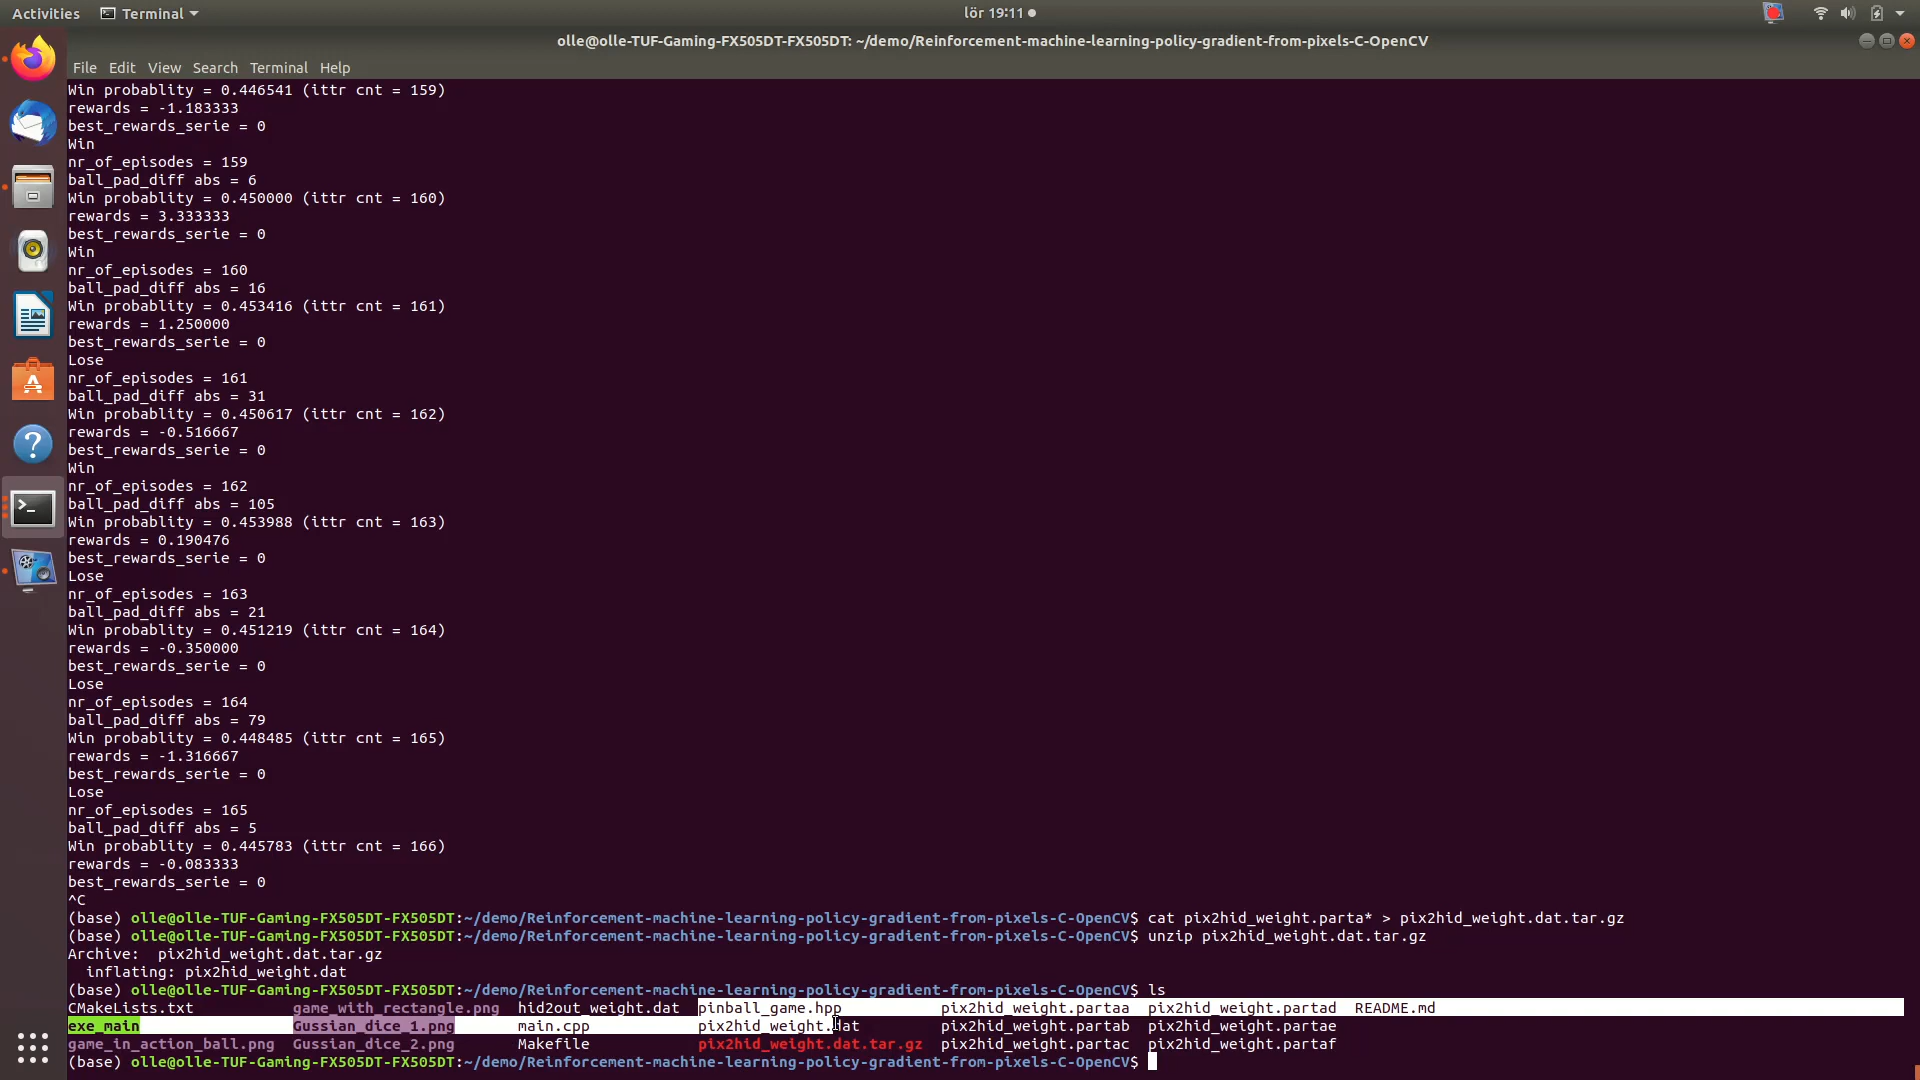 Activities Terminal lör 19:11
olle@olle-TUF-Gaming-FX505DT-FX505DT: ~/demo/Reinforcement-machine-learning-policy-gradient-from-pixels-C-OpenCV
File Edit View Search Terminal Help
Win probablity = 0.446541 (ittr cnt = 159)
rewards = -1.183333
best_rewards_serie = 0
Win
nr_of_episodes = 159
ball_pad_diff abs = 6
Win probablity = 0.450000 (ittr cnt = 160)
rewards = 3.333333
best_rewards_serie = 0
Win
nr_of_episodes = 160
ball_pad_diff abs = 16
Win probablity = 0.453416 (ittr cnt = 161)
rewards = 1.250000
best_rewards_serie = 0
Lose
nr_of_episodes = 161
ball_pad_diff abs = 31
Win probablity = 0.450617 (ittr cnt = 162)
rewards = -0.516667
best_rewards_serie = 0
Win
nr_of_episodes = 162
ball_pad_diff abs = 105
Win probablity = 0.453988 (ittr cnt = 163)
rewards = 0.190476
best_rewards_serie = 0
Lose
nr_of_episodes = 163
ball_pad_diff abs = 21
Win probablity = 0.451219 (ittr cnt = 164)
rewards = -0.350000
best_rewards_serie = 0
Lose
nr_of_episodes = 164
ball_pad_diff abs = 79
Win probablity = 0.448485 (ittr cnt = 165)
rewards = -1.316667
best_rewards_serie = 0
Lose
nr_of_episodes = 165
ball_pad_diff abs = 5
Win probablity = 0.445783 (ittr cnt = 166)
rewards = -0.083333
best_rewards_serie = 0
^C
(base) olle@olle-TUF-Gaming-FX505DT-FX505DT:~/demo/Reinforcement-machine-learning-policy-gradient-from-pixels-C-OpenCV$ cat pix2hid_weight.parta* > pix2hid_weight.dat.tar.gz
(base) olle@olle-TUF-Gaming-FX505DT-FX505DT:~/demo/Reinforcement-machine-learning-policy-gradient-from-pixels-C-OpenCV$ unzip pix2hid_weight.dat.tar.gz
Archive:  pix2hid_weight.dat.tar.gz
  inflating: pix2hid_weight.dat
(base) olle@olle-TUF-Gaming-FX505DT-FX505DT:~/demo/Reinforcement-machine-learning-policy-gradient-from-pixels-C-OpenCV$ ls
CMakeLists.txt game_with_rectangle.png hid2out_weight.dat pinball_game.hpp pix2hid_weight.partaa pix2hid_weight.partad README.md
exe_main Gussian_dice_1.png main.cpp pix2hid_weight.dat pix2hid_weight.partab pix2hid_weight.partae
game_in_action_ball.png Gussian_dice_2.png Makefile pix2hid_weight.dat.tar.gz pix2hid_weight.partac pix2hid_weight.partaf
(base) olle@olle-TUF-Gaming-FX505DT-FX505DT:~/demo/Reinforcement-machine-learning-policy-gradient-from-pixels-C-OpenCV$